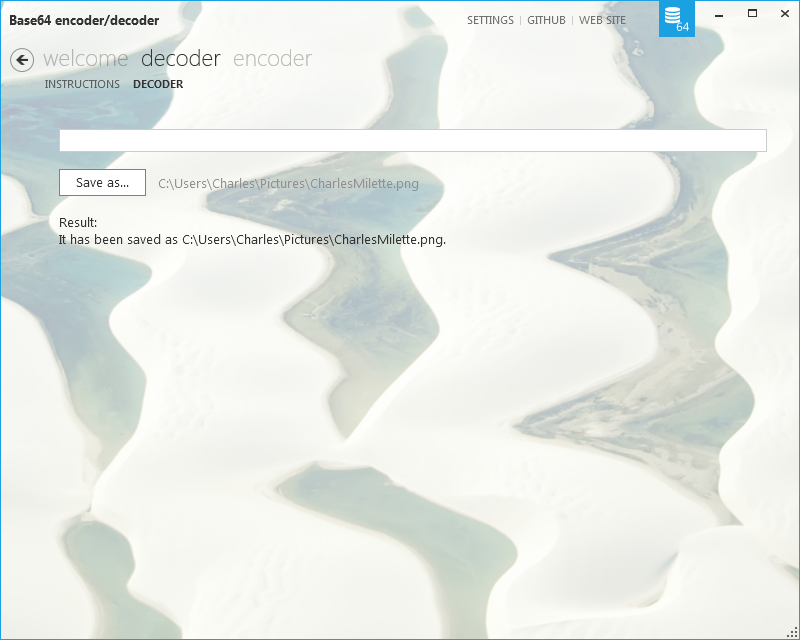 Base64 encoder/decoder
SETTINGS | GITHUB | WEB SITE
64
welcome decoder encoder
INSTRUCTIONS DECODER
Save as... C:\Users\Charles\Pictures\CharlesMilette.png
Result:
It has been saved as C:\Users\Charles\Pictures\CharlesMilette.png.